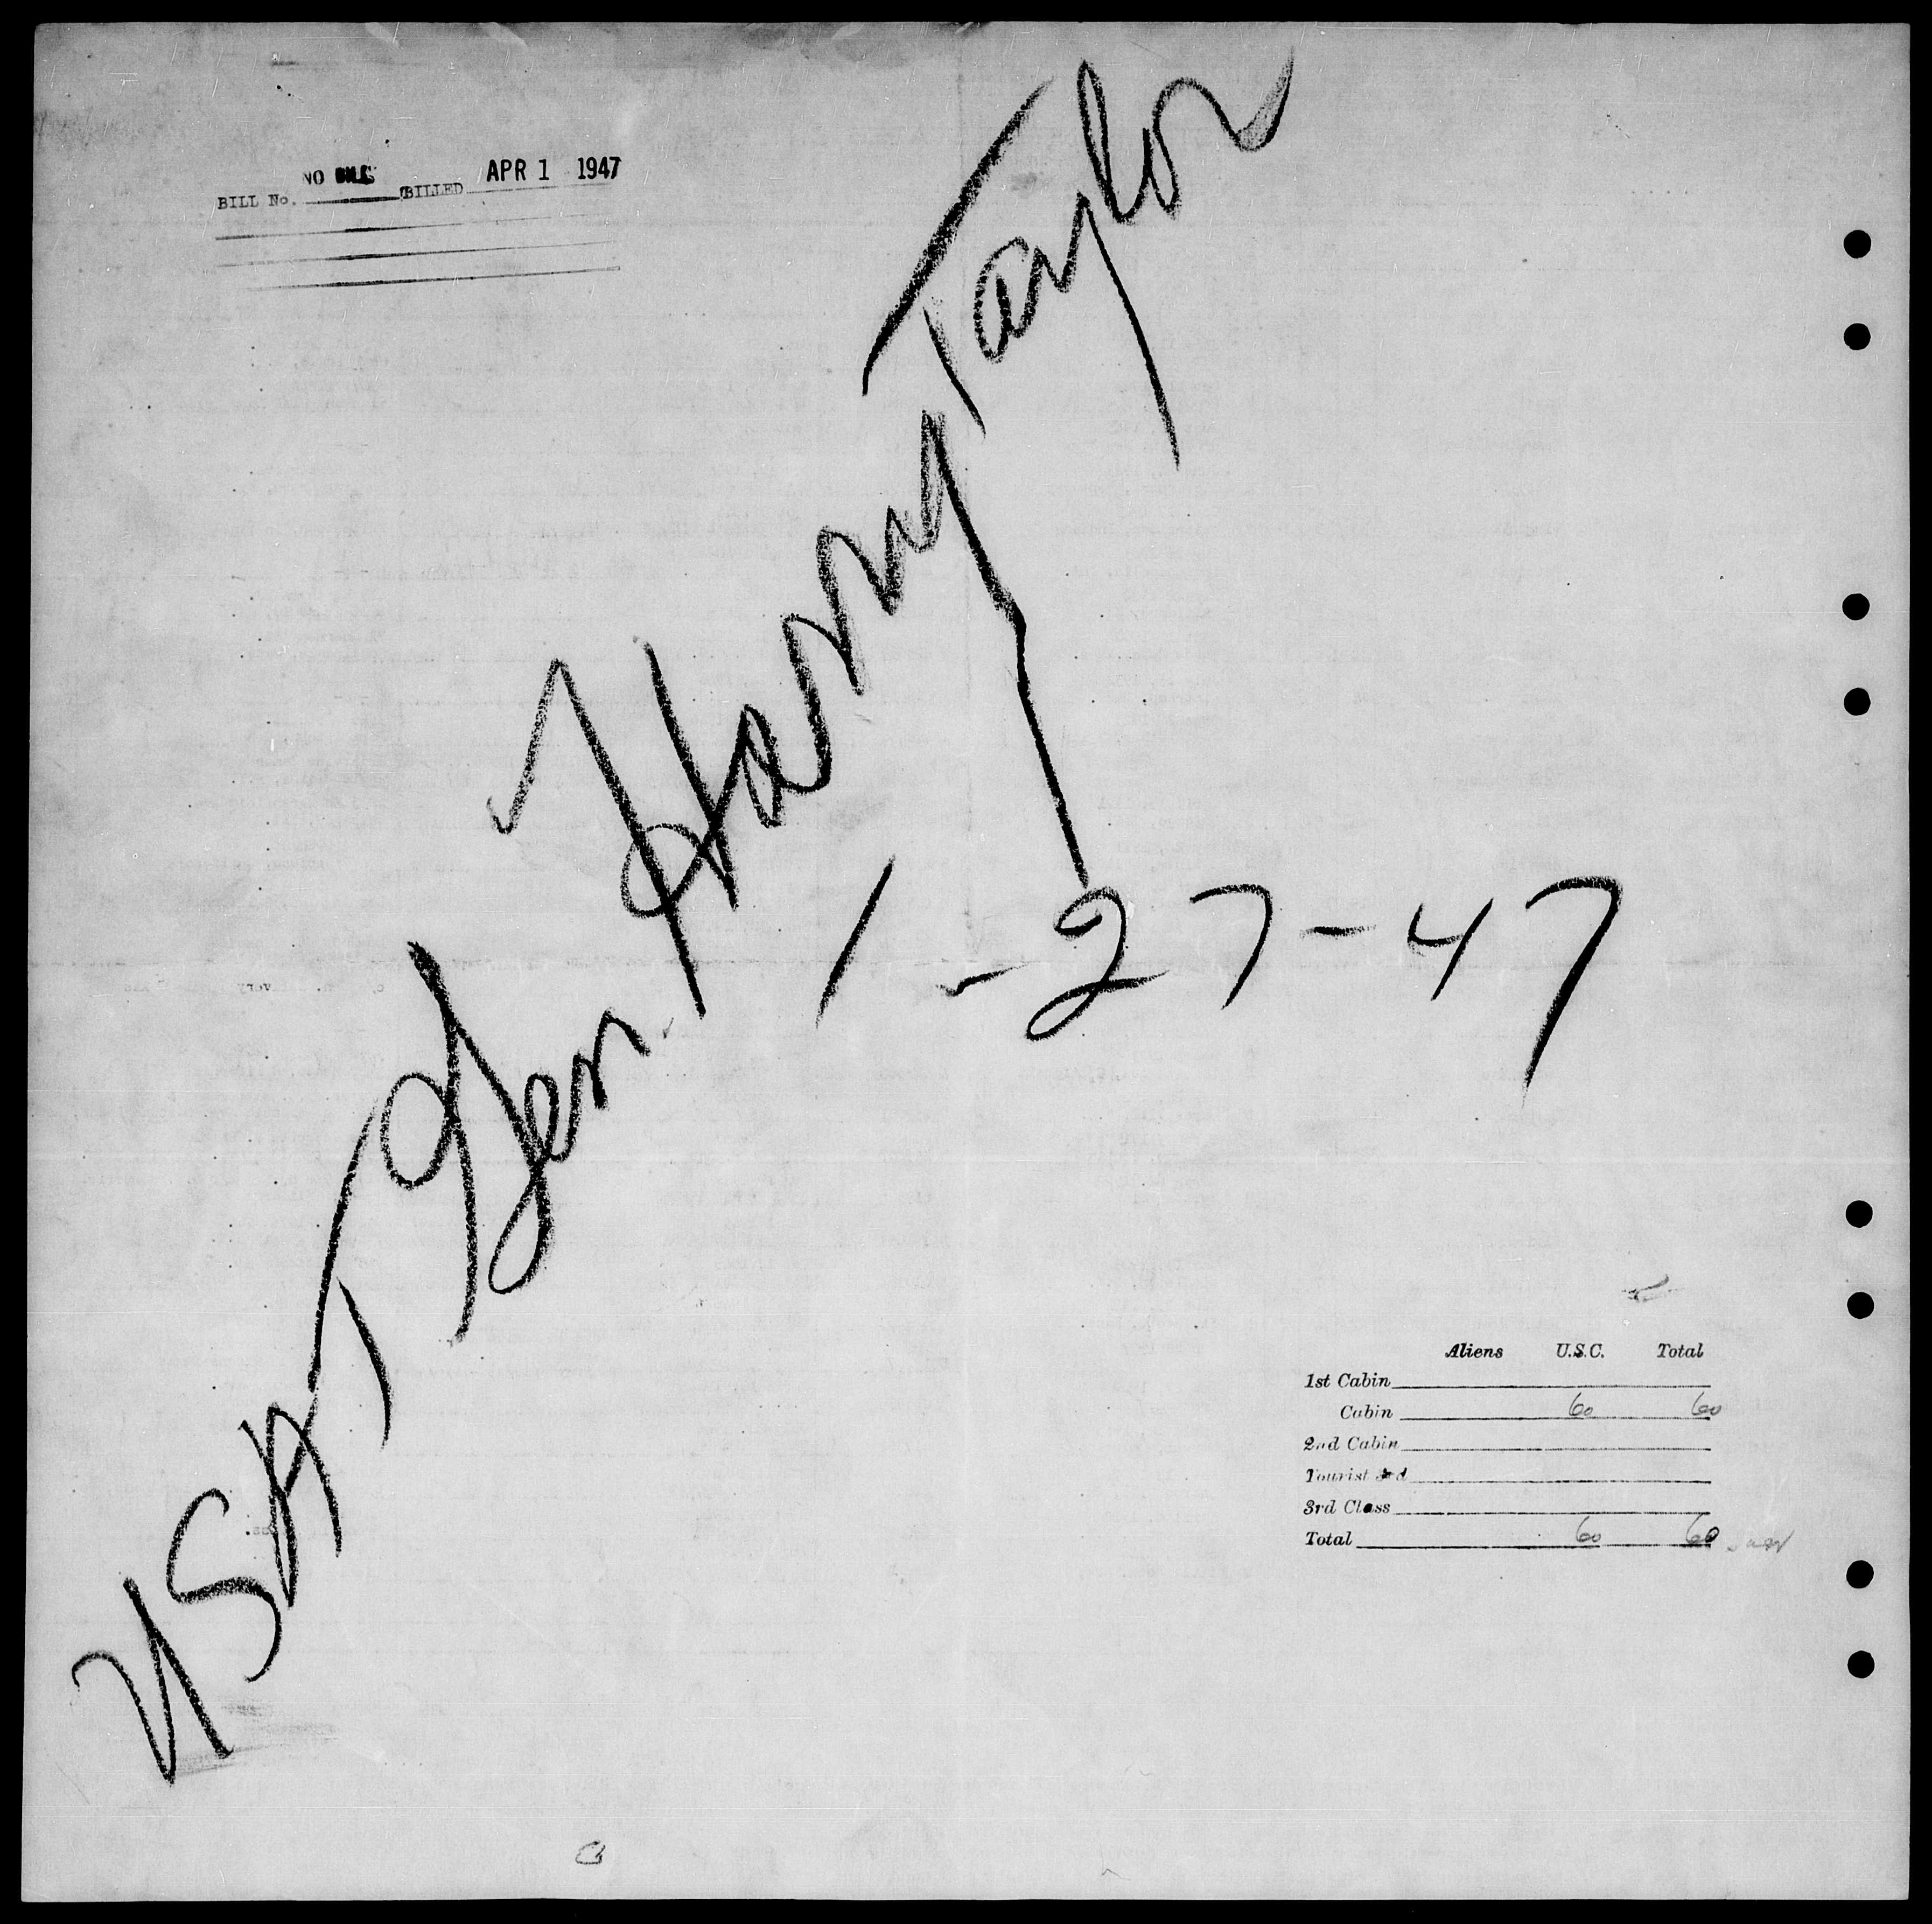 NO BILL APR 1 1947
BILL No. BILLED
USAT Gen. Harry Taylor
1-27-47
Aliens U.S.C. Total
1st Cabin
Cabin 60 60
2nd Cabin
Tourist 3rd
3rd Class
Total 60 60